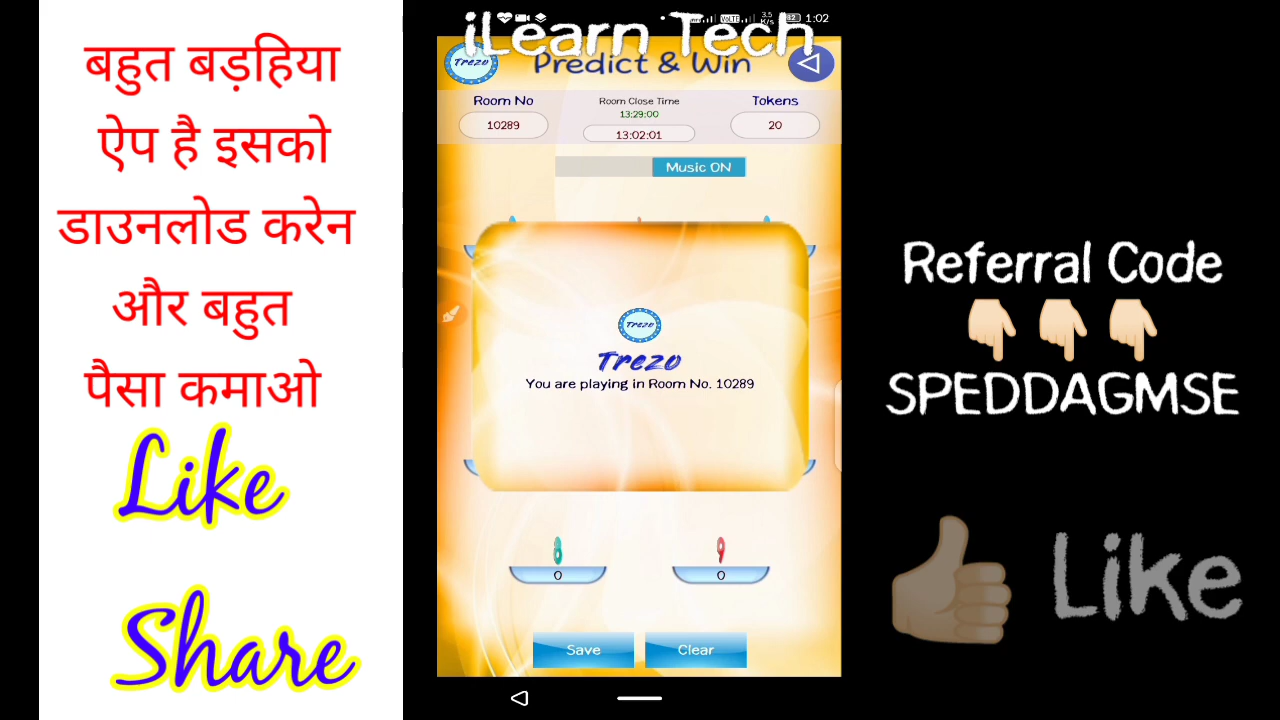 बहुत बड़हिया
ऐप है इसको
डाउनलोड करेन
और बहुत
पैसा कमाओ
Like
Share
iLearn Tech
1:02
Trezo
Predict & Win
Room No
10289
Room Close Time
13:29:00
13:02:01
Tokens
20
Music ON
Trezo
Trezo
You are playing in Room No. 10289
8
0
9
0
Save
Clear
Referral Code
SPEDDAGMSE
Like